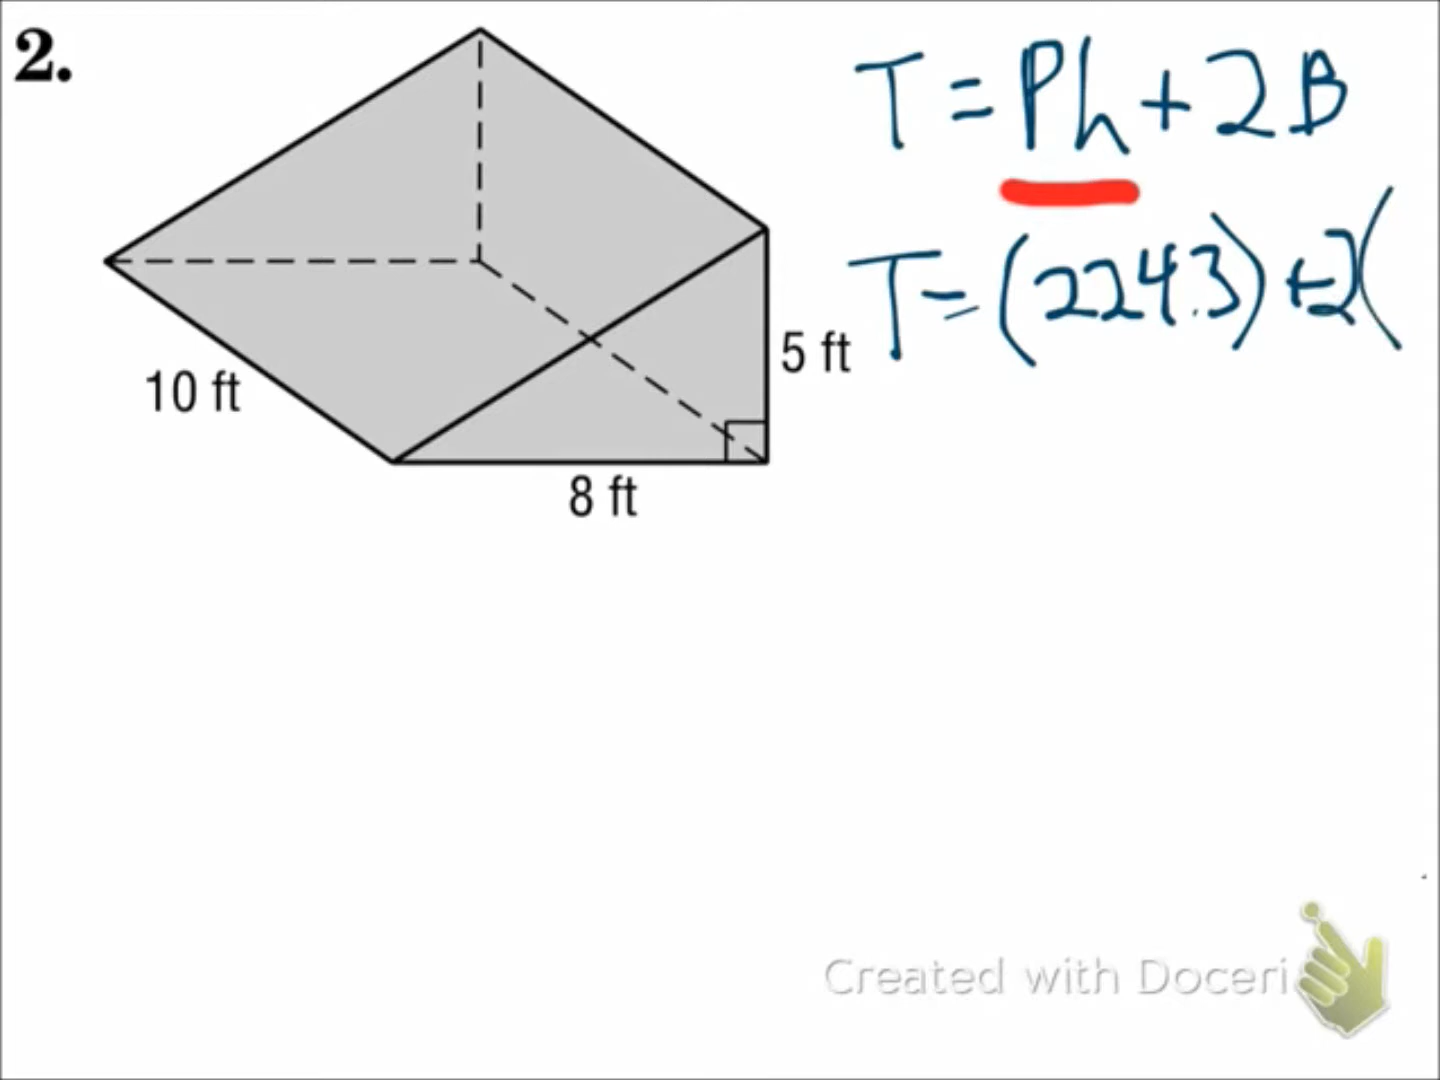 2.
T = Ph + 2B
T = (224.3) + 2(
5 ft
10 ft
8 ft
Created with Doceri